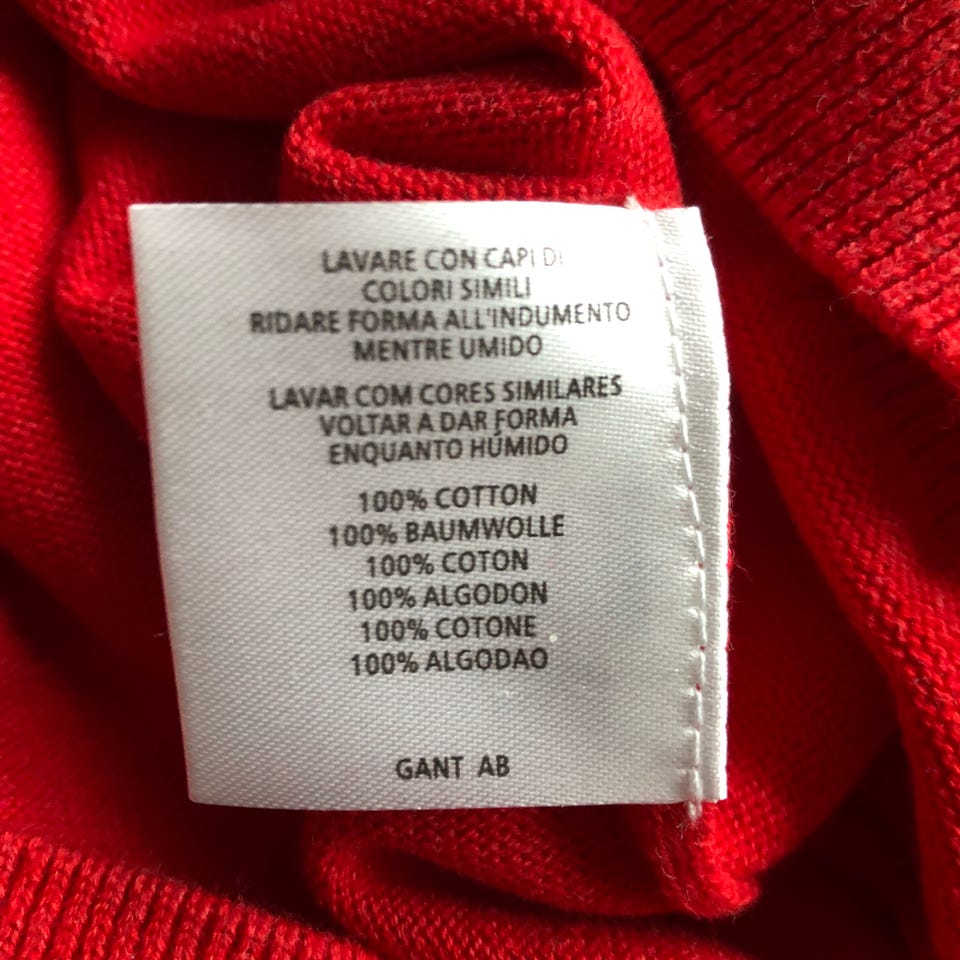 LAVARE CON CAPI DI
COLORI SIMILI
RIDARE FORMA ALL'INDUMENTO
MENTRE UMIDO
LAVAR COM CORES SIMILARES
VOLTAR A DAR FORMA
ENQUANTO HÚMIDO
100% COTTON
100% BAUMWOLLE
100% COTON
100% ALGODON
100% COTONE
100% ALGODAO
GANT AB